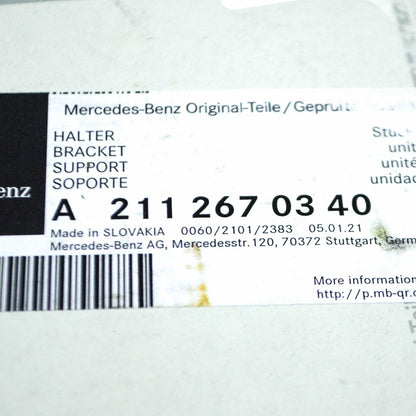 Mercedes-Benz Original-Teile/Geprüfte
HALTER Stück
BRACKET unit
SUPPORT unité
SOPORTE unidad
enz
A 211 267 03 40
Made in SLOVAKIA 0060/2101/2383 05.01.21
Mercedes-Benz AG, Mercedesstr.120, 70372 Stuttgart, Germ
More information
http://p.mb-qr.c